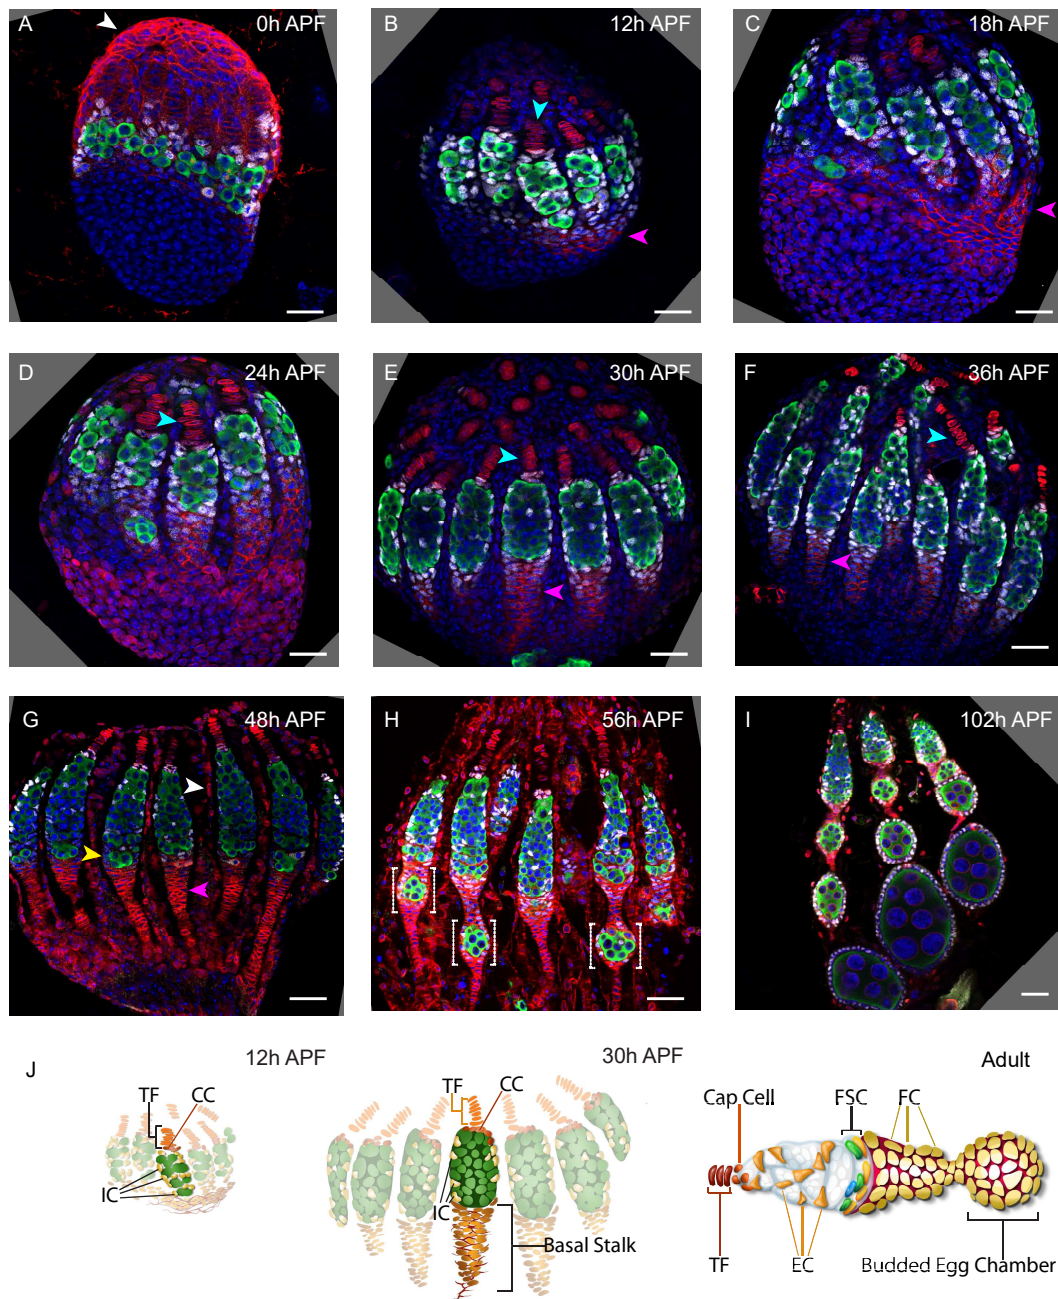 A 0h APF
B 12h APF
C 18h APF
D 24h APF
E 30h APF
F 36h APF
G 48h APF
H 56h APF
I 102h APF
J 12h APF 30h APF Adult
TF CC
IC
TF CC
IC
Basal Stalk
Cap Cell FSC FC
TF EC Budded Egg Chamber